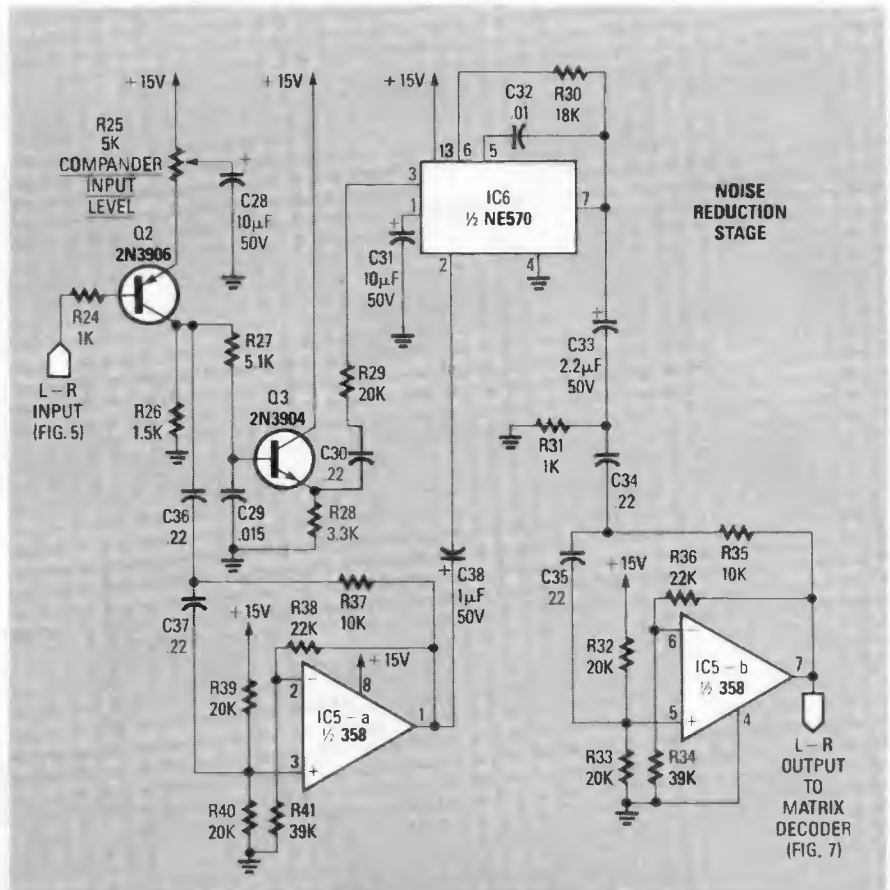 +15V
+15V
+15V
R25
5K
COMPANDER
INPUT
LEVEL
C28
10µF
50V
Q2
2N3906
R24
1K
L–R
INPUT
(FIG. 5)
R26
1.5K
R27
5.1K
Q3
2N3904
C36
.22
C29
.015
R28
3.3K
C30
.22
R29
20K
C31
10µF
50V
13
6
5
3
1
2
4
7
IC6
½ NE570
C32
.01
R30
18K
NOISE
REDUCTION
STAGE
C33
2.2µF
50V
R31
1K
C34
.22
C37
.22
+15V
R39
20K
R40
20K
R38
22K
R37
10K
+15V
8
2
–
3
+
1
IC5-a
½ 358
R41
39K
C38
1µF
50V
C35
22
+15V
R32
20K
R33
20K
R36
22K
R35
10K
6
–
5
+
7
4
IC5-b
½ 358
R34
39K
L–R
OUTPUT
TO
MATRIX
DECODER
(FIG. 7)